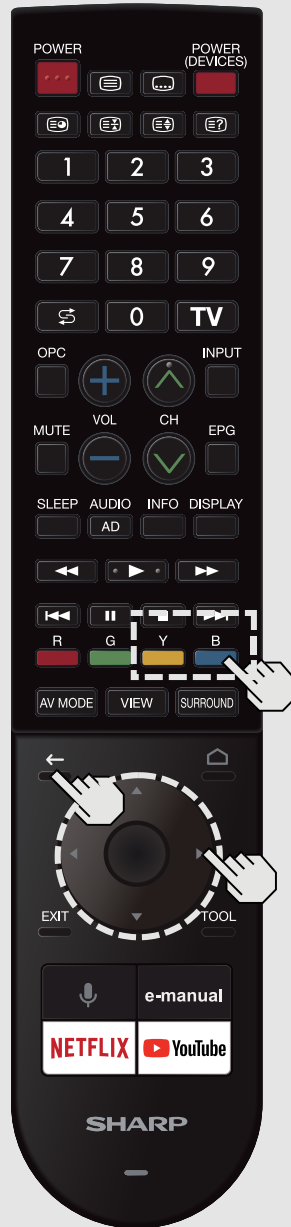 POWER
POWER
(DEVICES)
1 2 3
4 5 6
7 8 9
0 TV
OPC
INPUT
MUTE
VOL
CH
EPG
SLEEP AUDIO INFO DISPLAY
AD
R G Y B
AV MODE VIEW SURROUND
EXIT
TOOL
e-manual
NETFLIX YouTube
SHARP